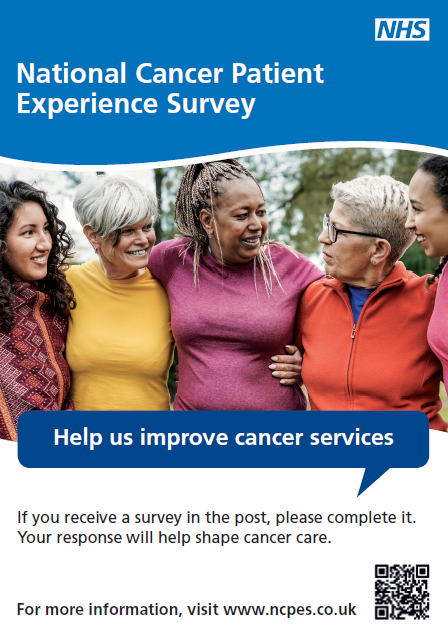 NHS
National Cancer Patient
Experience Survey
Help us improve cancer services
If you receive a survey in the post, please complete it.
Your response will help shape cancer care.
For more information, visit www.ncpes.co.uk